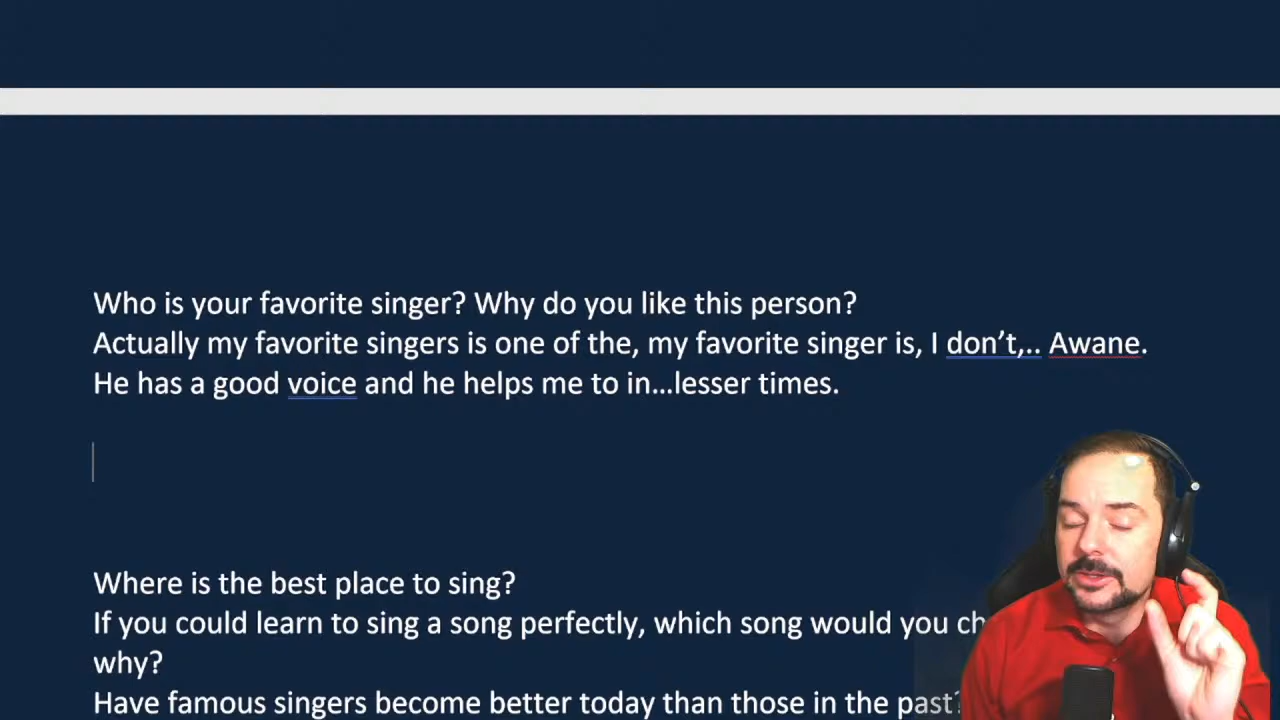 Who is your favorite singer? Why do you like this person?
Actually my favorite singers is one of the, my favorite singer is, I don’t,.. Awane.
He has a good voice and he helps me to in...lesser times.
Where is the best place to sing?
If you could learn to sing a song perfectly, which song would you
why?
Have famous singers become better today than those in the past?